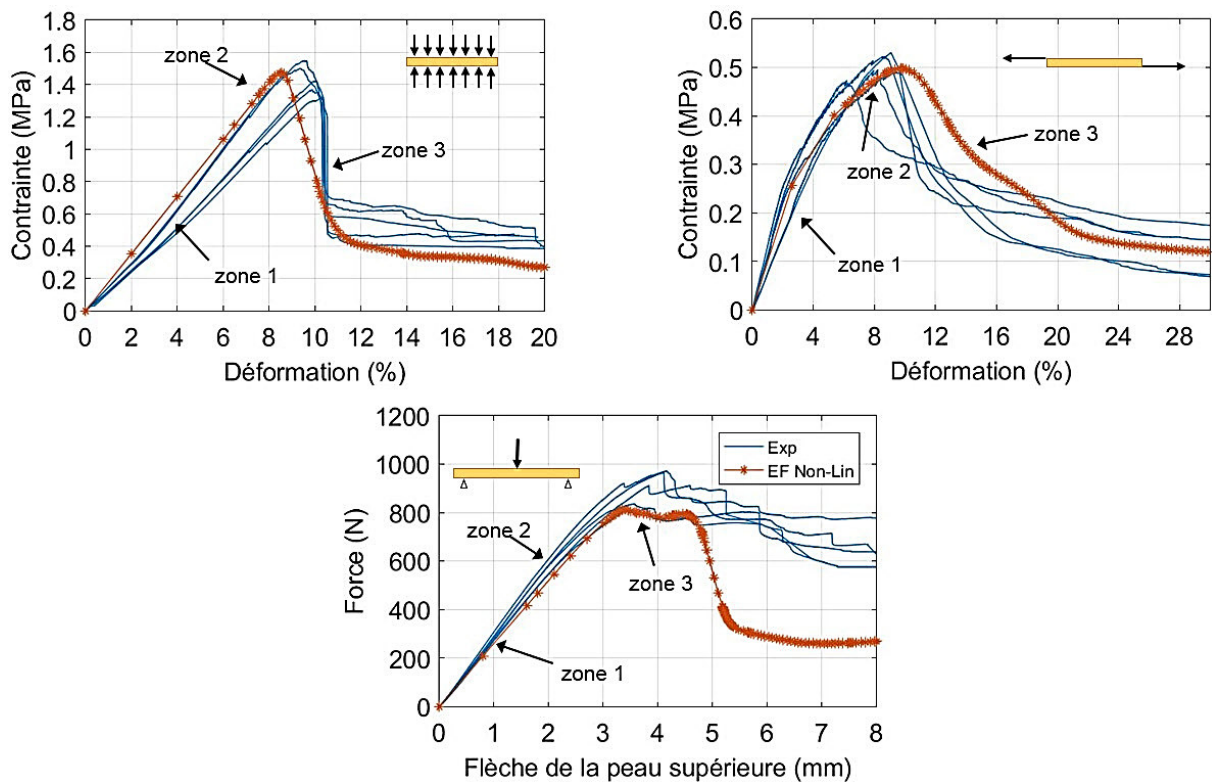 1.8
1.6
1.4
1.2
1
0.8
0.6
0.4
0.2
0
Contrainte (MPa)
zone 2
zone 3
zone 1
0 2 4 6 8 10 12 14 16 18 20
Déformation (%)
0.6
0.5
0.4
0.3
0.2
0.1
0
Contrainte (MPa)
zone 3
zone 2
zone 1
0 4 8 12 16 20 24 28
Déformation (%)
1200
1000
800
600
400
200
0
Force (N)
Exp
EF Non-Lin
zone 2
zone 3
zone 1
0 1 2 3 4 5 6 7 8
Flèche de la peau supérieure (mm)